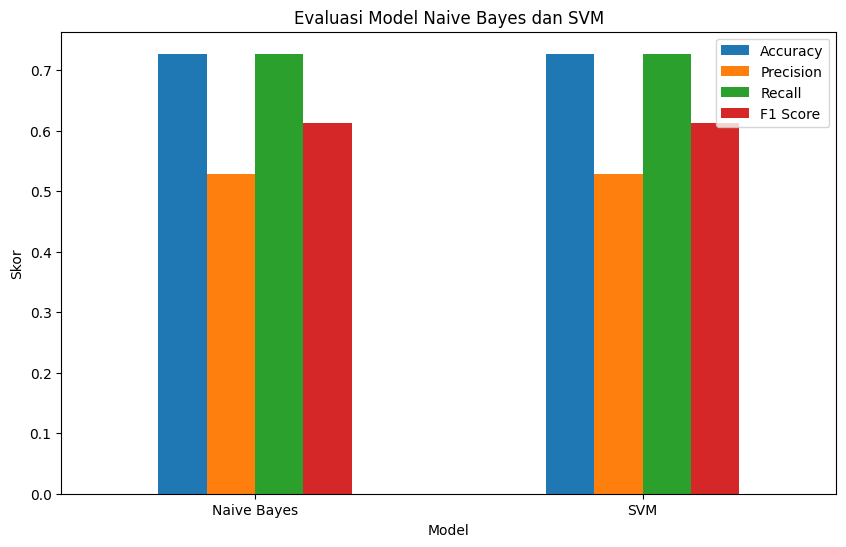 Evaluasi Model Naive Bayes dan SVM
Accuracy
Precision
Recall
F1 Score
Skor
0.7
0.6
0.5
0.4
0.3
0.2
0.1
0.0
Naive Bayes
SVM
Model